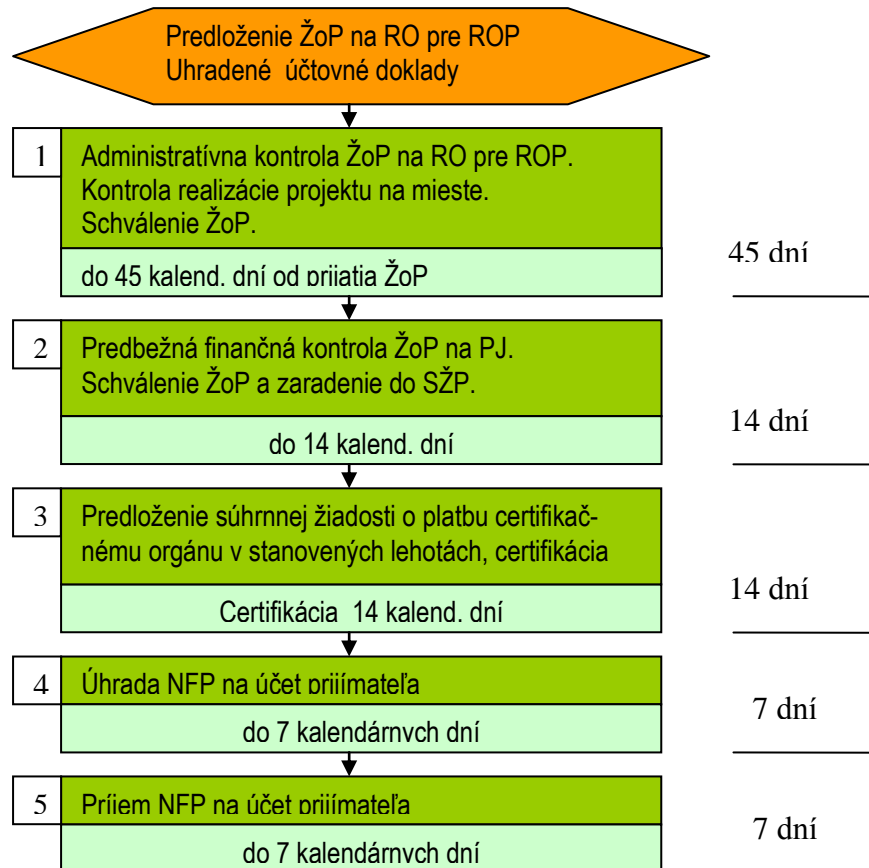 Predloženie ŽoP na RO pre ROP
Uhradené účtovné doklady
1
Administratívna kontrola ŽoP na RO pre ROP.
Kontrola realizácie projektu na mieste.
Schválenie ŽoP.
do 45 kalend. dní od prijatia ŽoP
45 dní
2
Predbežná finančná kontrola ŽoP na PJ.
Schválenie ŽoP a zaradenie do SŽP.
do 14 kalend. dní
14 dní
3
Predloženie súhrnnej žiadosti o platbu certifikač-
nému orgánu v stanovených lehotách, certifikácia
Certifikácia 14 kalend. dní
14 dní
4
Úhrada NFP na účet prijímateľa
do 7 kalendárnych dní
7 dní
5
Príjem NFP na účet prijímateľa
do 7 kalendárnych dní
7 dní